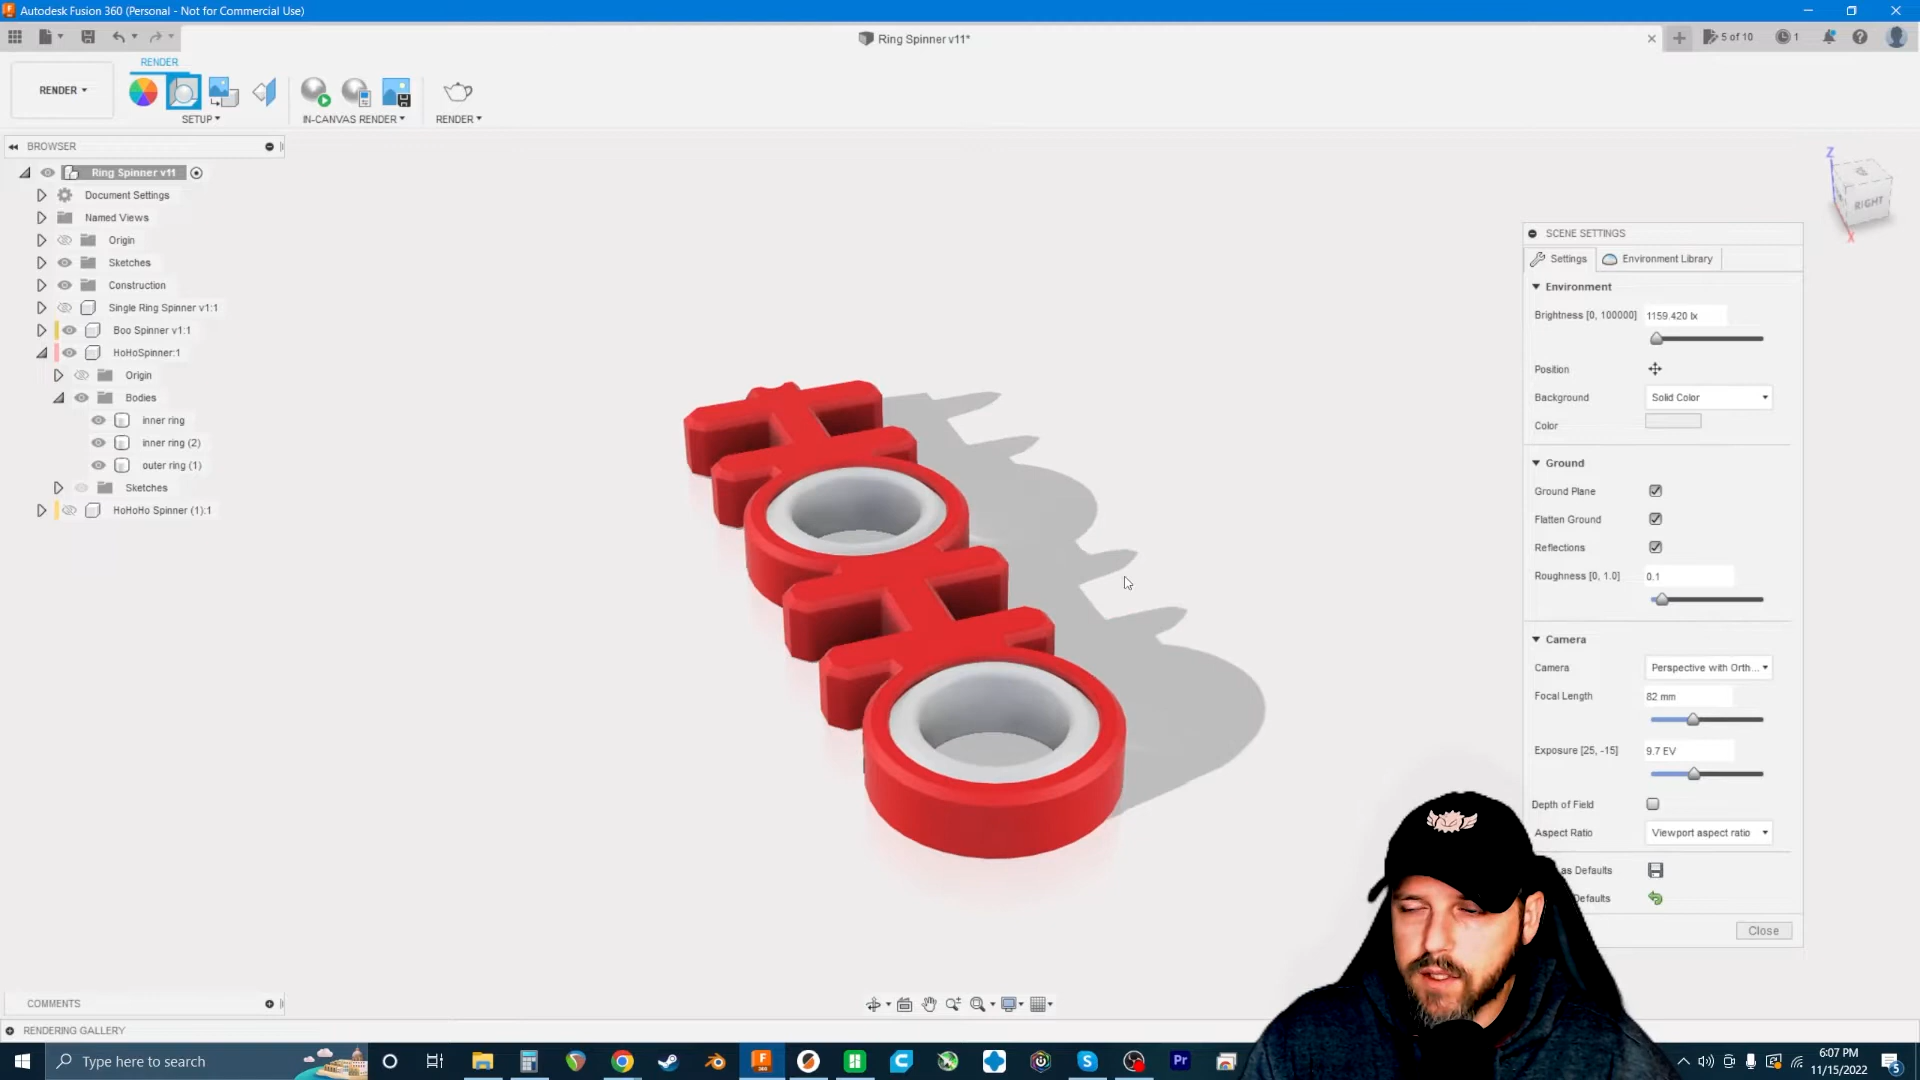 Autodesk Fusion 360 (Personal - Not for Commercial Use)
Ring Spinner v11*
5 of 10
1
RENDER
RENDER
SETUP
IN-CANVAS RENDER
RENDER
BROWSER
Ring Spinner v11
Document Settings
Named Views
Origin
Sketches
Construction
Single Ring Spinner v1:1
Boo Spinner v1:1
HoHoSpinner:1
Origin
Bodies
inner ring
inner ring (2)
outer ring (1)
Sketches
HoHoHo Spinner (1):1
Z
RIGHT
X
SCENE SETTINGS
Settings
Environment Library
Environment
Brightness [0, 100000]
1159.420 lx
Position
Background
Solid Color
Color
Ground
Ground Plane
Flatten Ground
Reflections
Roughness [0, 1.0]
0.1
Camera
Camera
Perspective with Orth...
Focal Length
82 mm
Exposure [25, -15]
9.7 EV
Depth of Field
Aspect Ratio
Viewport aspect ratio
as Defaults
Defaults
Close
COMMENTS
RENDERING GALLERY
Type here to search
Pr
6:07 PM
11/15/2022
5